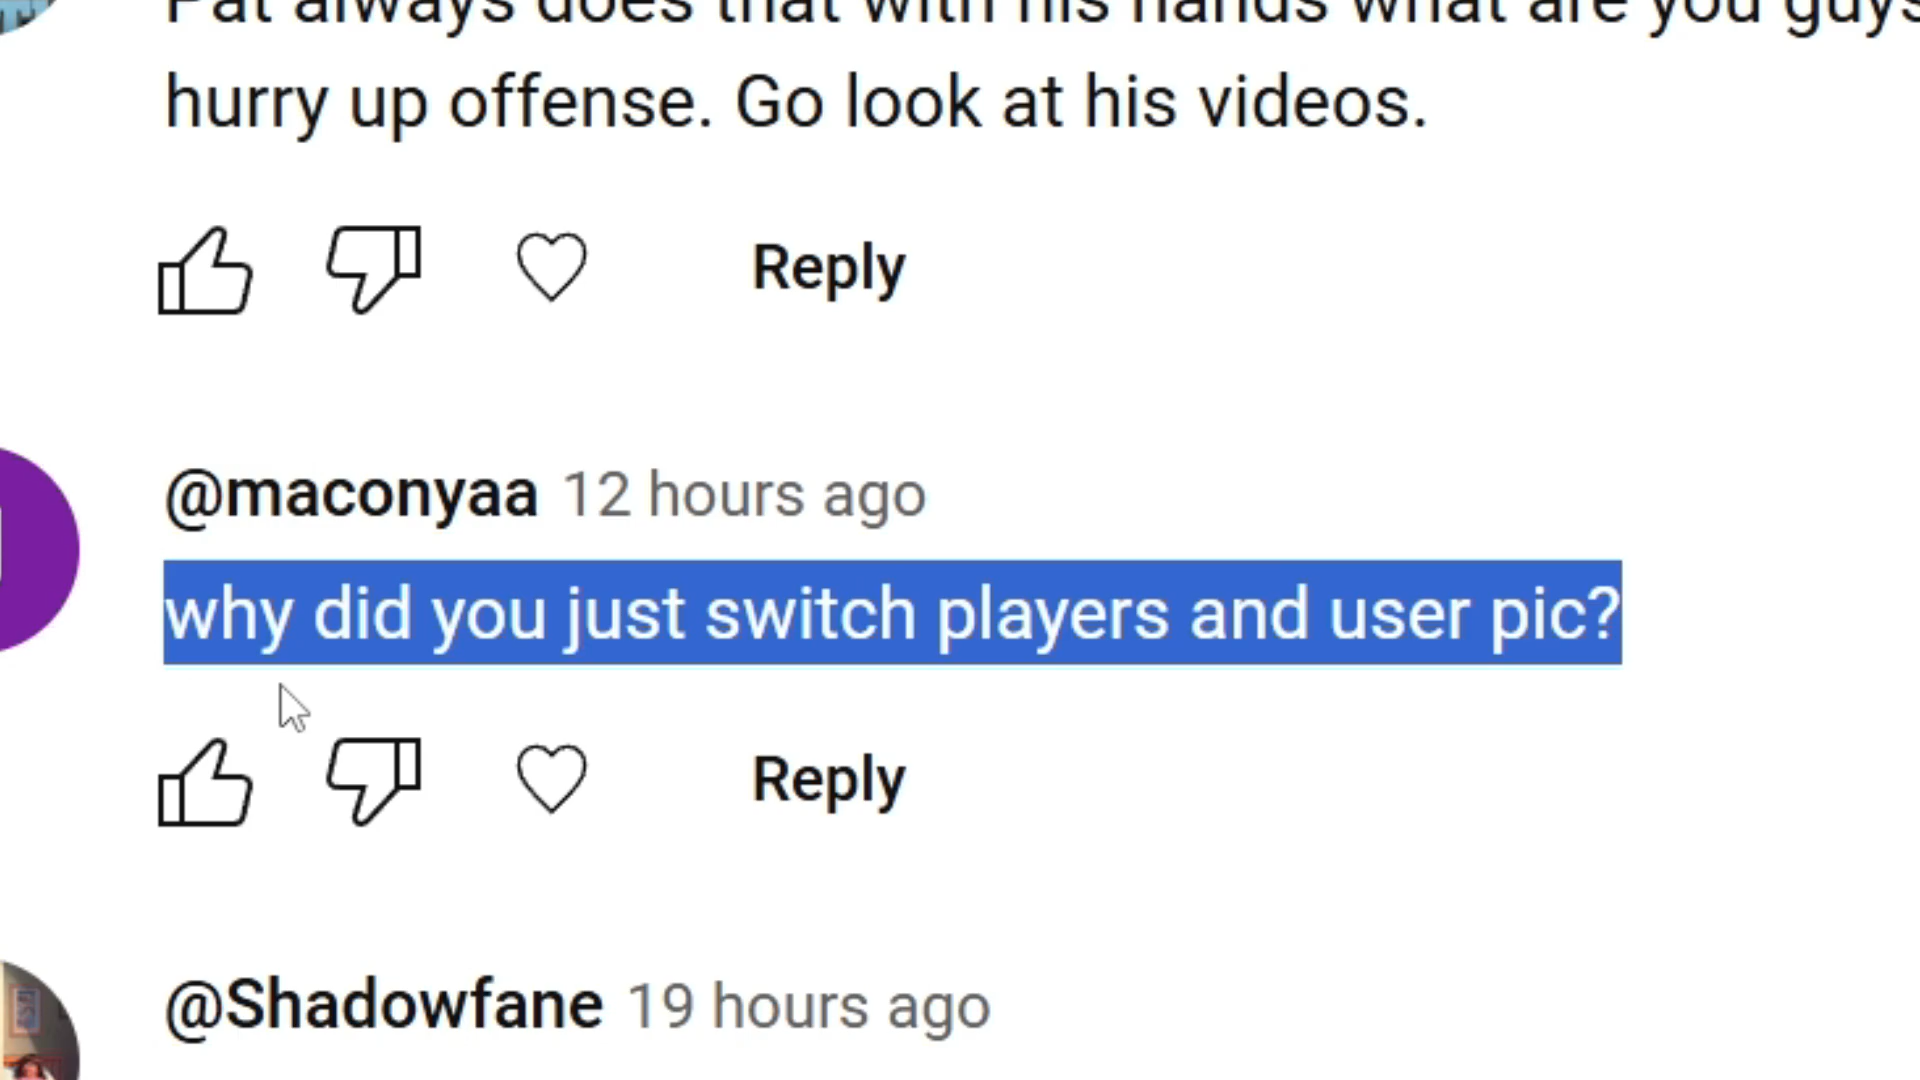 Pat always does that with his hands what are you guys
hurry up offense. Go look at his videos.
Reply
@maconyaa 12 hours ago
why did you just switch players and user pic?
Reply
@Shadowfane 19 hours ago